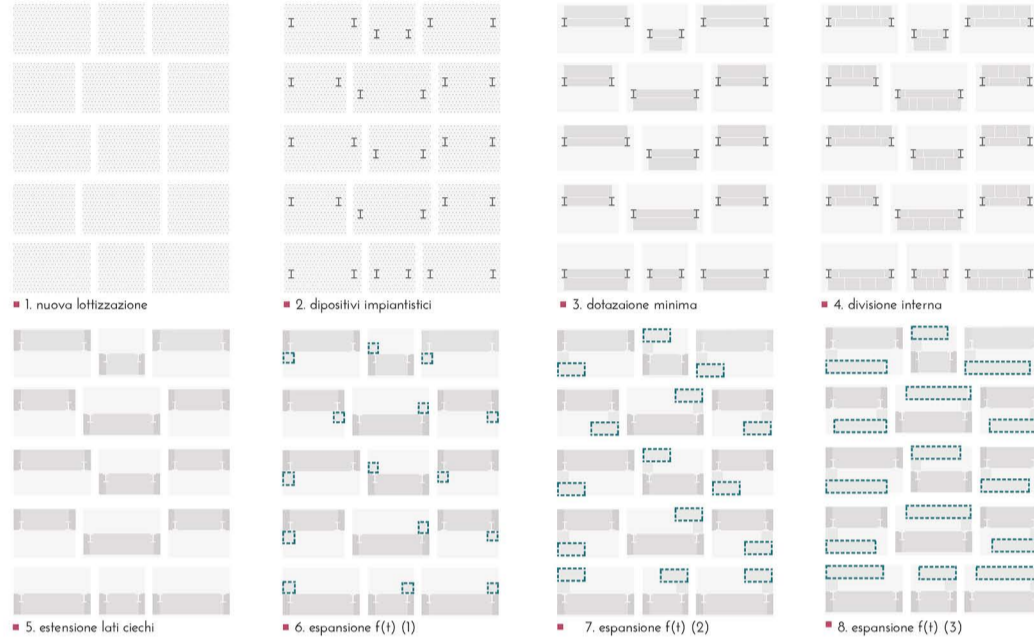 1. nuova lottizzazione
2. dipositivi impiantistici
3. dotazaione minima
4. divisione interna
5. estensione lati ciechi
6. espansione f(t) (1)
7. espansione f(t) (2)
8. espansione f(t) (3)